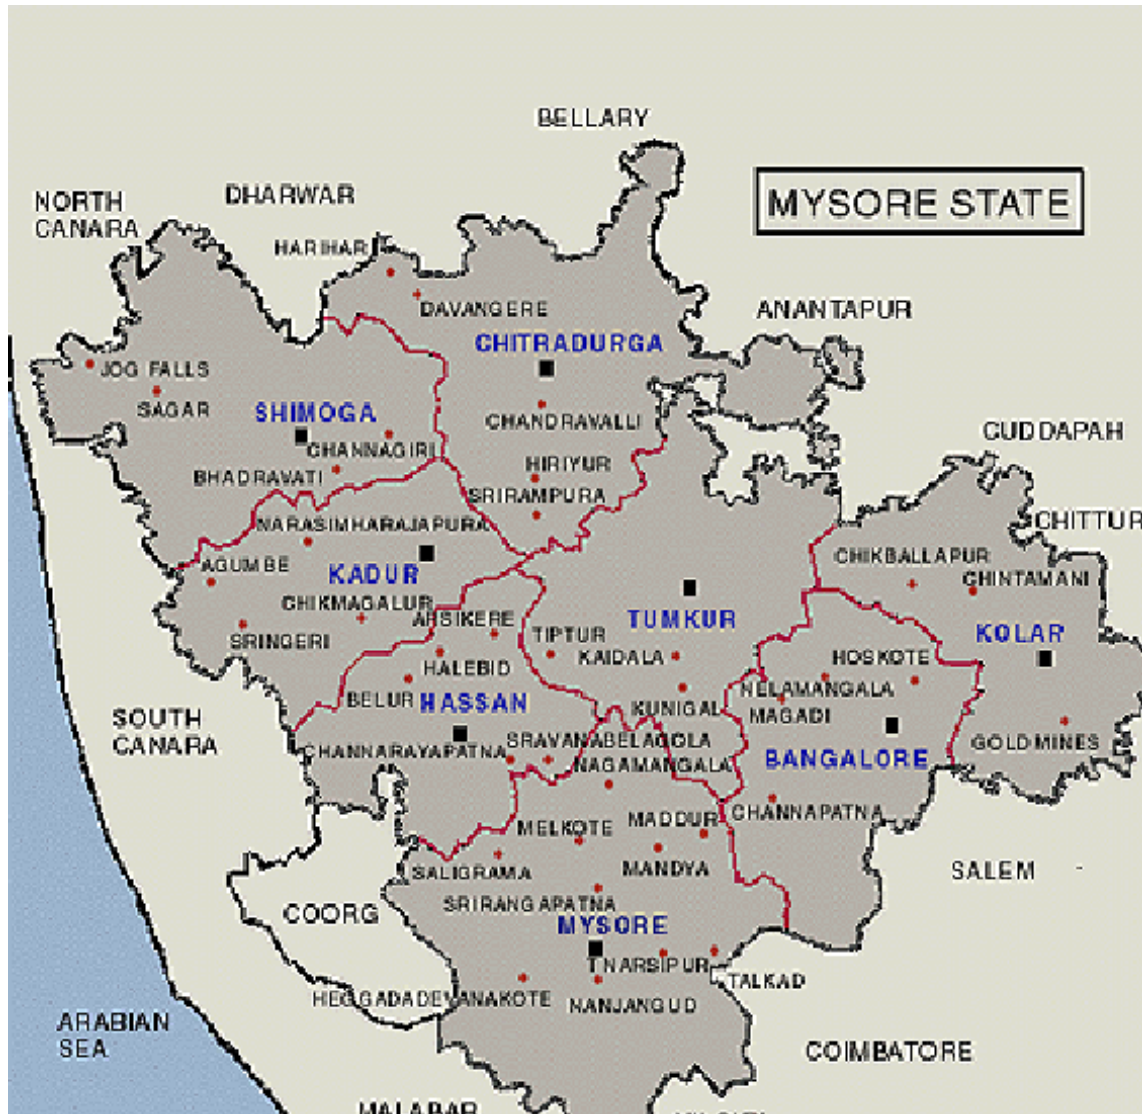 BELLARY
MYSORE STATE
NORTH
CANARA
DHARWAR
HARIHAR
DAVANGERE
ANANTAPUR
CHITRADURGA
JOG FALLS
SAGAR
SHIMOGA
CHANDRAVALLI
CHANNAGIRI
CUDDAPAH
BHADRAVATI
HIRIYUR
SRIRAMPURA
NARASIMHARAJAPURA
CHITTUR
AGUMBE
KADUR
CHIKBALLAPUR
CHINTAMANI
CHIKMAGALUR
ARSIKERE
TUMKUR
KOLAR
SRINGERI
TIPTUR
KAIDALA
HOSKOTE
HALEBID
NELAMANGALA
BELUR
HASSAN
KUNIGAL
MAGADI
SOUTH
CANARA
CHANNARAYAPATNA
SRAVANABELAGOLA
GOLD MINES
NAGAMANGALA
BANGALORE
CHANNAPATNA
MELKOTE
MADDUR
SALIGRAMA
MANDYA
SALEM
SRIRANGAPATNA
COORG
MYSORE
T NARSIPUR
TALKAD
HEGGADADEVANAKOTE
NANJANGUD
ARABIAN
SEA
COIMBATORE
MALABAR